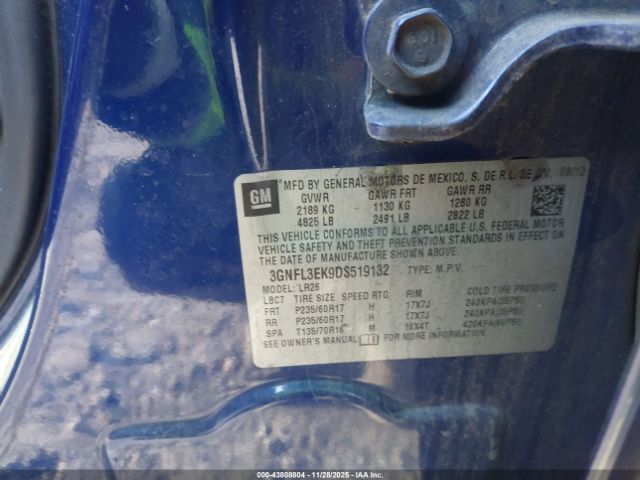 601
GM
MFD BY GENERAL MOTORS DE MEXICO, S. DE R.L. DE C.V. 09/12
GVWR GAWR FRT GAWR RR
2189 KG 1130 KG 1280 KG
4825 LB 2491 LB 2822 LB
THIS VEHICLE CONFORMS TO ALL APPLICABLE U.S. FEDERAL MOTOR
VEHICLE SAFETY AND THEFT PREVENTION STANDARDS IN EFFECT ON
THE DATE OF MANUFACTURE SHOWN ABOVE.
3GNFL3EK9DS519132 TYPE: M.P.V.
MODEL: LR26
LBC7 TIRE SIZE SPEED RTG RIM COLD TIRE PRESSURE
FRT P235/60R17 H 17X7J 240KPA(35PSI)
RR P235/60R17 H 17X7J 240KPA(35PSI)
SPA T135/70R16 M 16X4T 420KPA(60PSI)
SEE OWNER'S MANUAL FOR MORE INFORMATION.
000-43808804 - 11/28/2025 - IAAI.COM